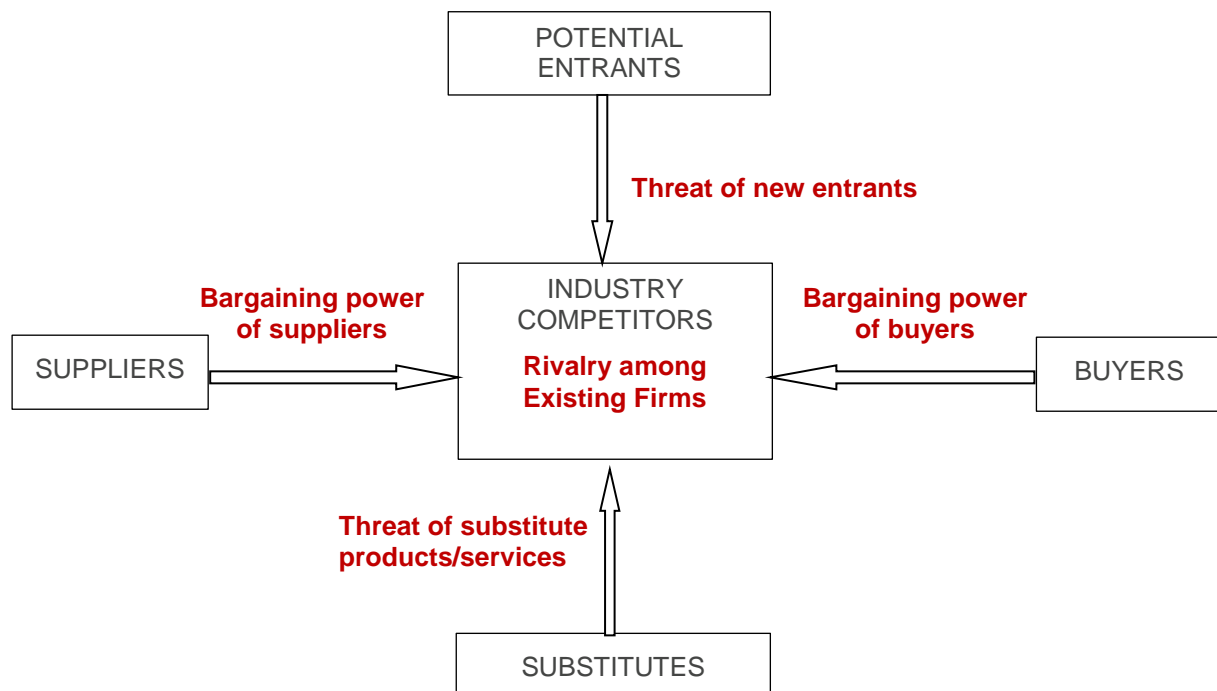 POTENTIAL
ENTRANTS
Threat of new entrants
Bargaining power
of suppliers
SUPPLIERS
INDUSTRY
COMPETITORS
Rivalry among
Existing Firms
Bargaining power
of buyers
BUYERS
Threat of substitute
products/services
SUBSTITUTES